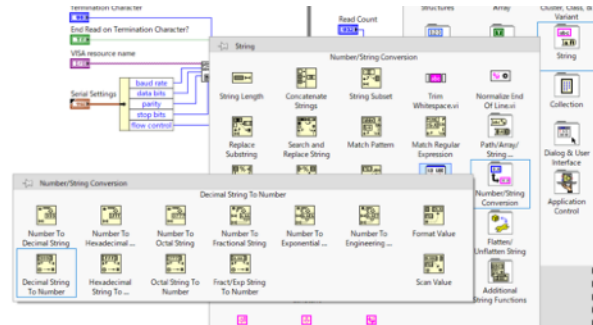 Termination Character
End Read on Termination Character?
VISA resource name
Serial Settings
baud rate
data bits
parity
stop bits
flow control
Read Count
Structures
Array
Cluster, Class, &
Variant
String
Number/String Conversion
String Length
Concatenate
Strings
String Subset
Trim
Whitespace.vi
Normalize End
Of Line.vi
Replace
Substring
Search and
Replace String
Match Pattern
Match Regular
Expression
Path/Array/
String ...
Number/String
Conversion
Flatten/
Unflatten String
Additional
String Functions
String
Collection
Dialog & User
Interface
Application
Control
Number/String Conversion
Decimal String To Number
Number To
Decimal String
Number To
Hexadecimal ...
Number To
Octal String
Number To
Fractional String
Number To
Exponential ...
Number To
Engineering ...
Format Value
Decimal String
To Number
Hexadecimal
String To ...
Octal String To
Number
Fract/Exp String
To Number
Scan Value